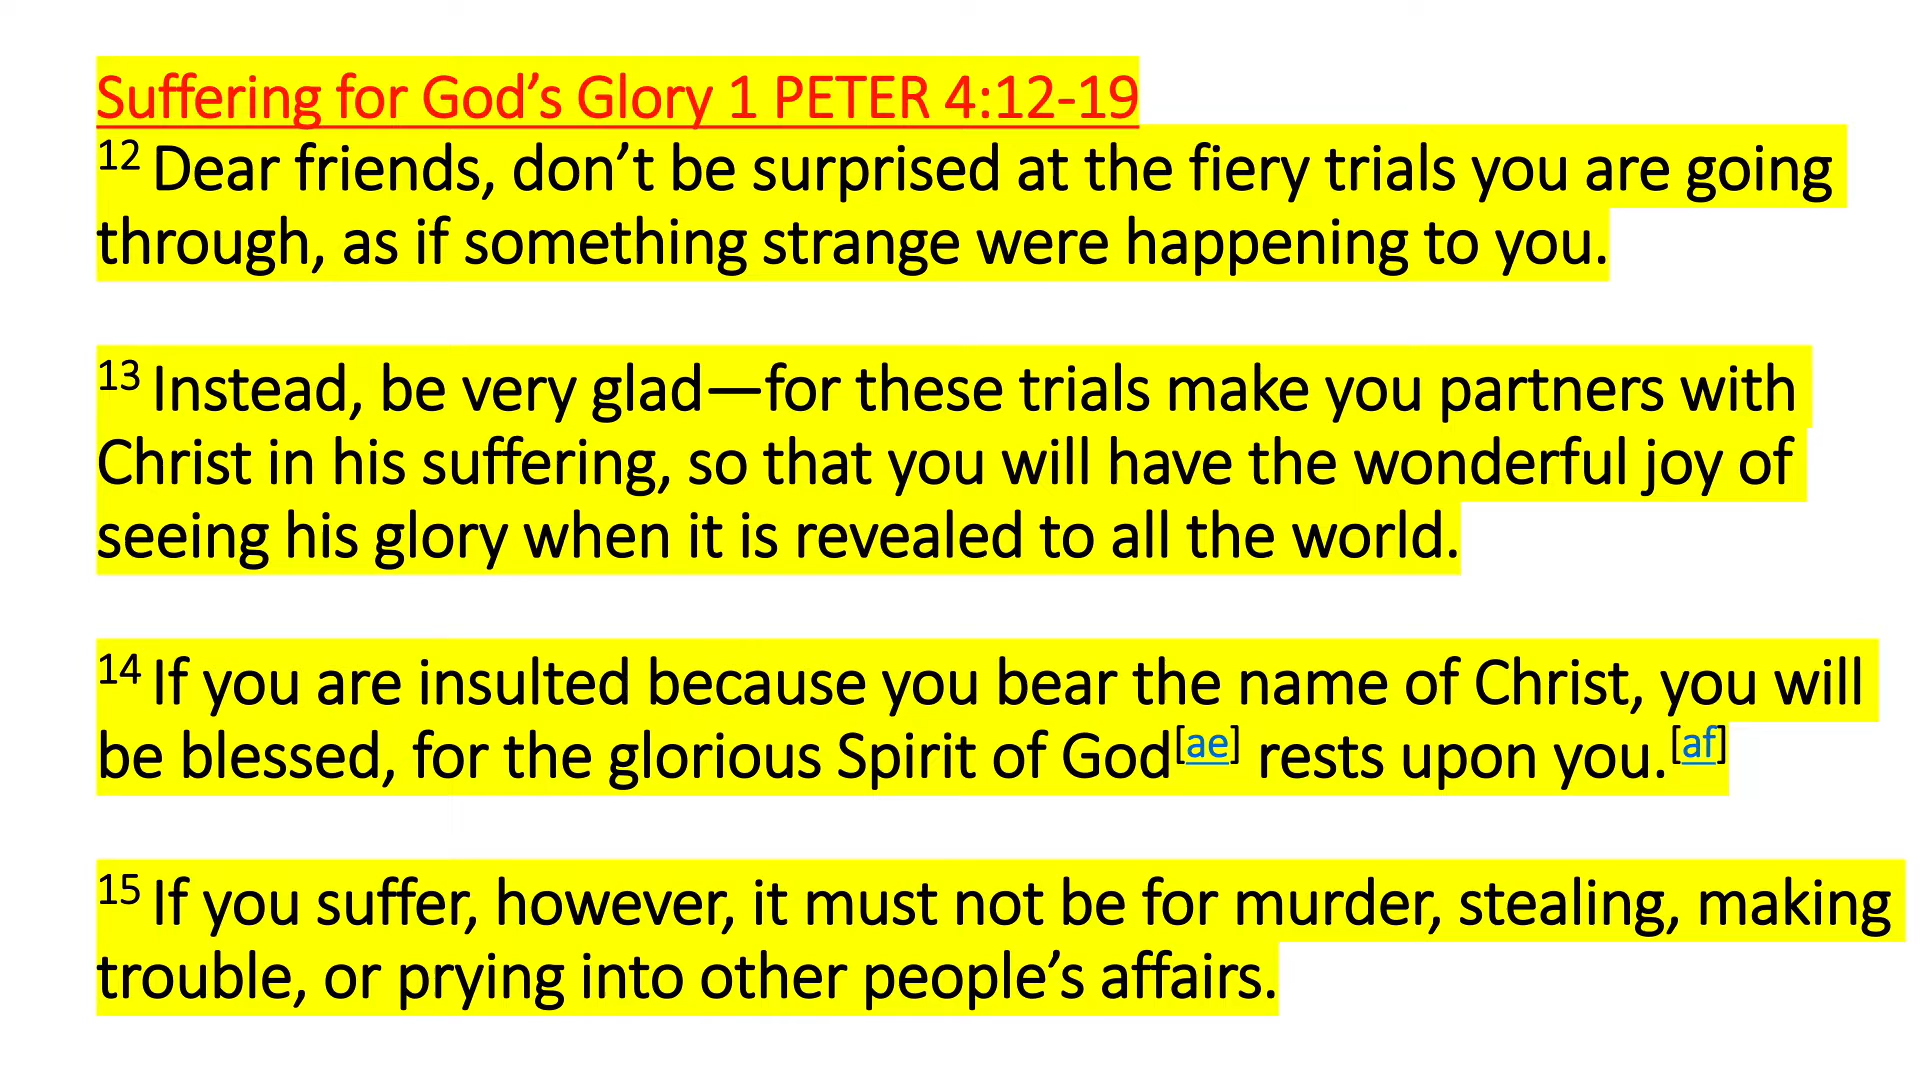 Suffering for God’s Glory 1 PETER 4:12-19
12 Dear friends, don’t be surprised at the fiery trials you are going
through, as if something strange were happening to you.
13 Instead, be very glad—for these trials make you partners with
Christ in his suffering, so that you will have the wonderful joy of
seeing his glory when it is revealed to all the world.
14 If you are insulted because you bear the name of Christ, you will
be blessed, for the glorious Spirit of God[ae] rests upon you.[af]
15 If you suffer, however, it must not be for murder, stealing, making
trouble, or prying into other people’s affairs.